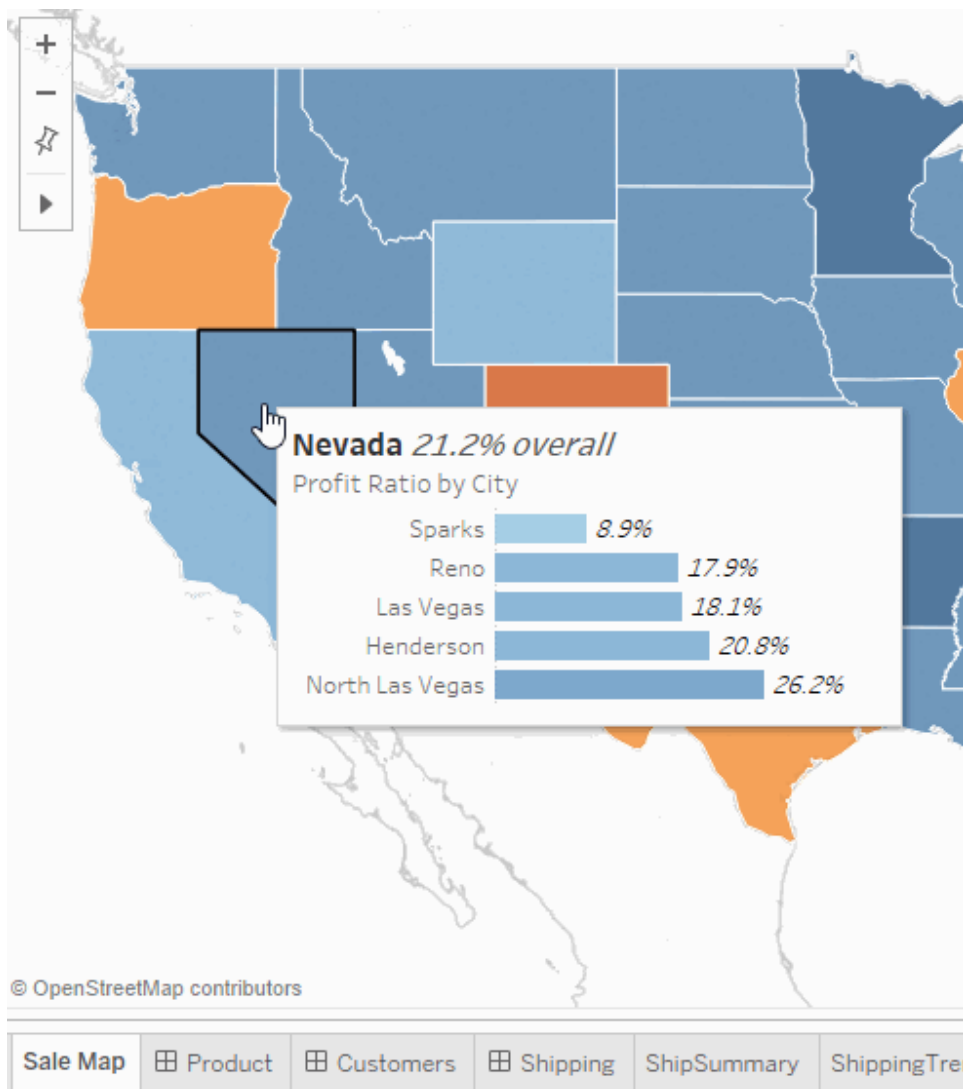 Nevada 21.2% overall
Profit Ratio by City
Sparks 8.9%
Reno 17.9%
Las Vegas 18.1%
Henderson 20.8%
North Las Vegas 26.2%
© OpenStreetMap contributors
Sale Map Product Customers Shipping ShipSummary ShippingTre